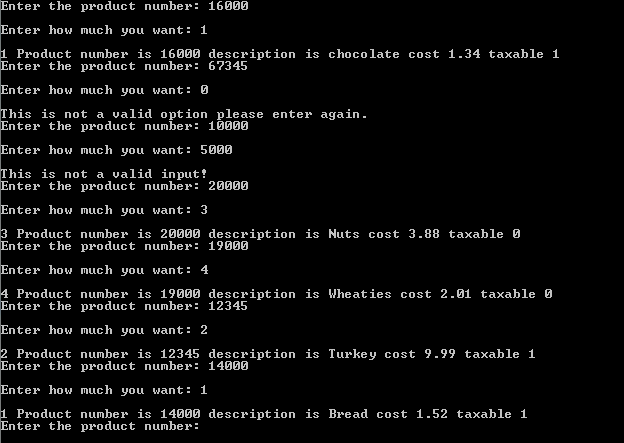 Enter the product number: 16000
Enter how much you want: 1
1 Product number is 16000 description is chocolate cost 1.34 taxable 1
Enter the product number: 67345
Enter how much you want: 0
This is not a valid option please enter again.
Enter the product number: 10000
Enter how much you want: 5000
This is not a valid input!
Enter the product number: 20000
Enter how much you want: 3
3 Product number is 20000 description is Nuts cost 3.88 taxable 0
Enter the product number: 19000
Enter how much you want: 4
4 Product number is 19000 description is Wheaties cost 2.01 taxable 0
Enter the product number: 12345
Enter how much you want: 2
2 Product number is 12345 description is Turkey cost 9.99 taxable 1
Enter the product number: 14000
Enter how much you want: 1
1 Product number is 14000 description is Bread cost 1.52 taxable 1
Enter the product number: